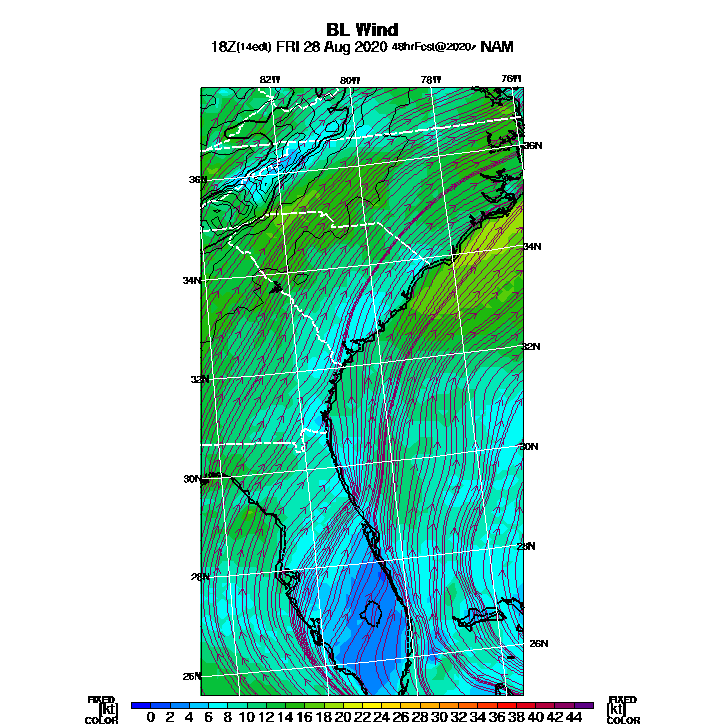 BL Wind
18Z(14edt) FRI 28 Aug 2020 48hrFcst@2020z NAM
82W 80W 78W 76W
36N 36N
34N 34N
32N 32N
30N 30N
28N 28N
26N 26N
FIXED FIXED
[kt] 0 2 4 6 8 10 12 14 16 18 20 22 24 26 28 30 32 34 36 38 40 42 44 [kt]
COLOR COLOR